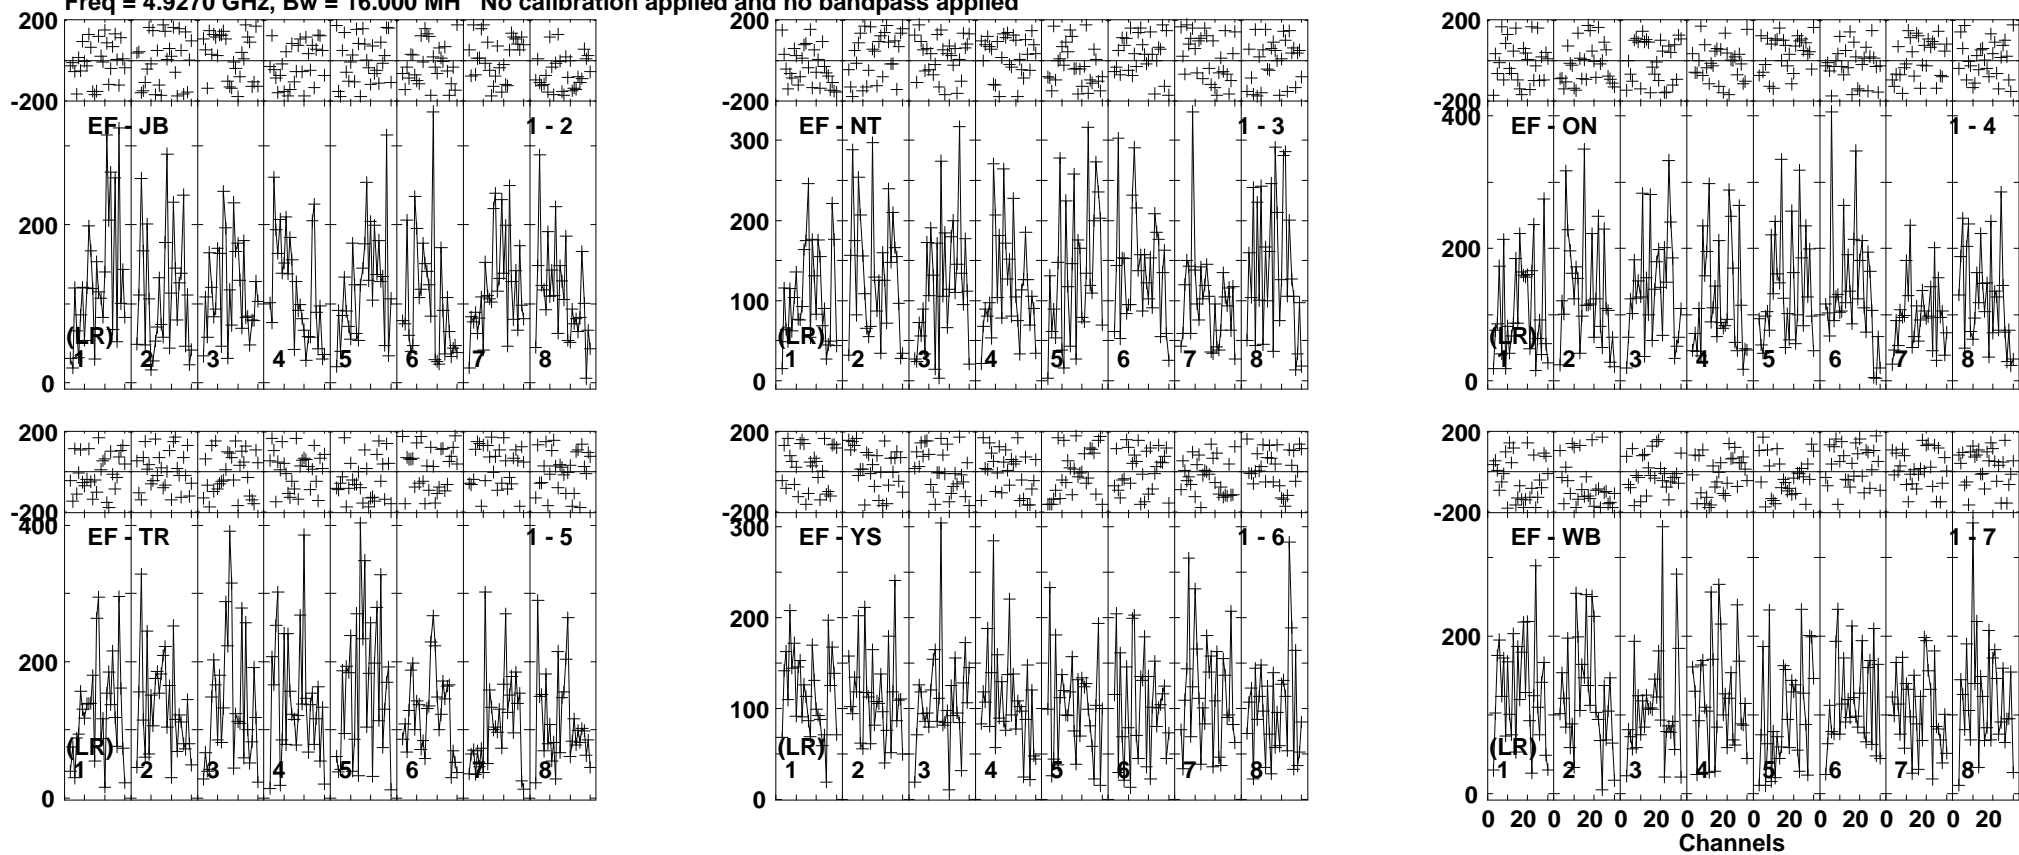 Freq = 4.9270 GHz, Bw = 16.000 MH No calibration applied and no bandpass applied
200
-200
EF - JB 1 - 2
200
0
(LR)
1 2 3 4 5 6 7 8
200
-200
EF - NT 1 - 3
300
200
100
0
(LR)
1 2 3 4 5 6 7 8
200
-200
400
EF - ON 1 - 4
200
0
(LR)
1 2 3 4 5 6 7 8
200
-200
400
EF - TR 1 - 5
200
0
(LR)
1 2 3 4 5 6 7 8
200
-200
300
EF - YS 1 - 6
200
100
0
(LR)
1 2 3 4 5 6 7 8
200
-200
EF - WB 1 - 7
200
0
(LR)
1 2 3 4 5 6 7 8
0 20 0 20 0 20 0 20 0 20 0 20 0 20 0 20
Channels